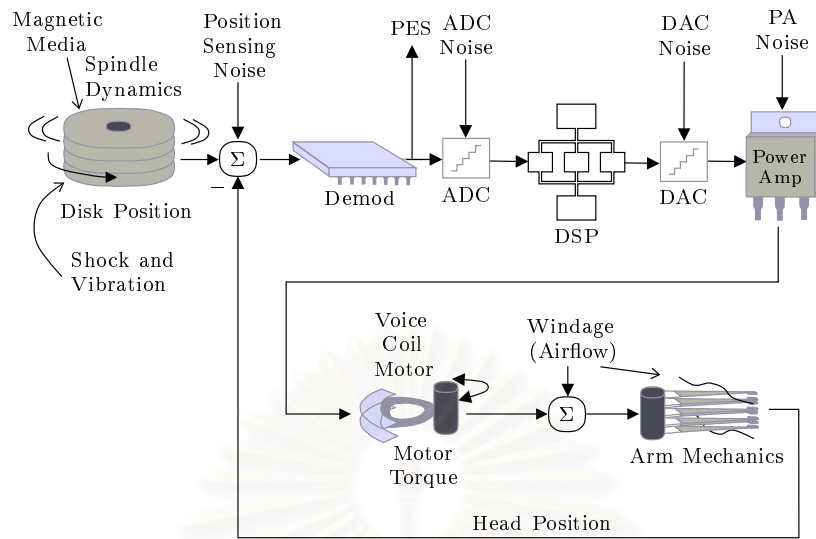 Magnetic
Media
Spindle
Dynamics
Position
Sensing
Noise
PES
ADC
Noise
DAC
Noise
PA
Noise
Σ
−
Demod
ADC
DSP
DAC
Power
Amp
Disk Position
Shock and
Vibration
Voice
Coil
Motor
Windage
(Airflow)
Σ
Motor
Torque
Arm Mechanics
Head Position